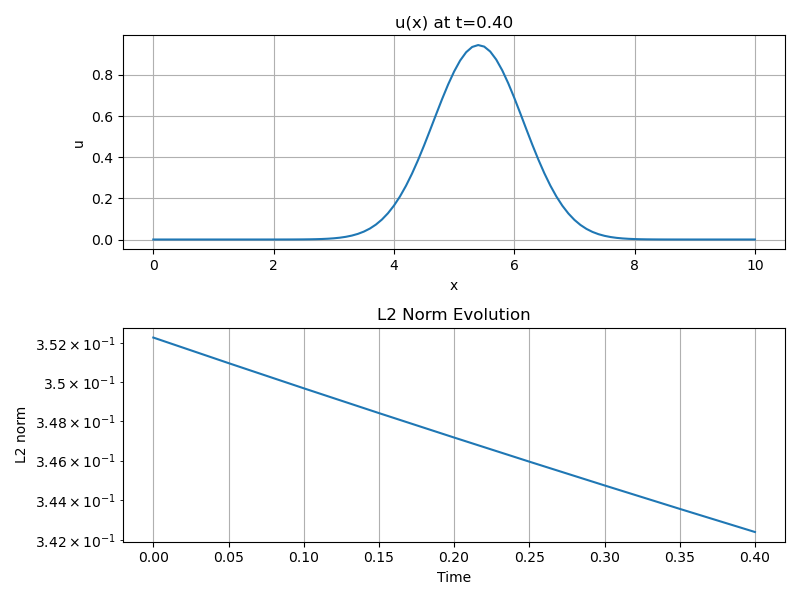 u(x) at t=0.40
u
0.8
0.6
0.4
0.2
0.0
0 2 4 6 8 10
x
L2 Norm Evolution
L2 norm
3.52 × 10⁻¹
3.5 × 10⁻¹
3.48 × 10⁻¹
3.46 × 10⁻¹
3.44 × 10⁻¹
3.42 × 10⁻¹
0.00 0.05 0.10 0.15 0.20 0.25 0.30 0.35 0.40
Time